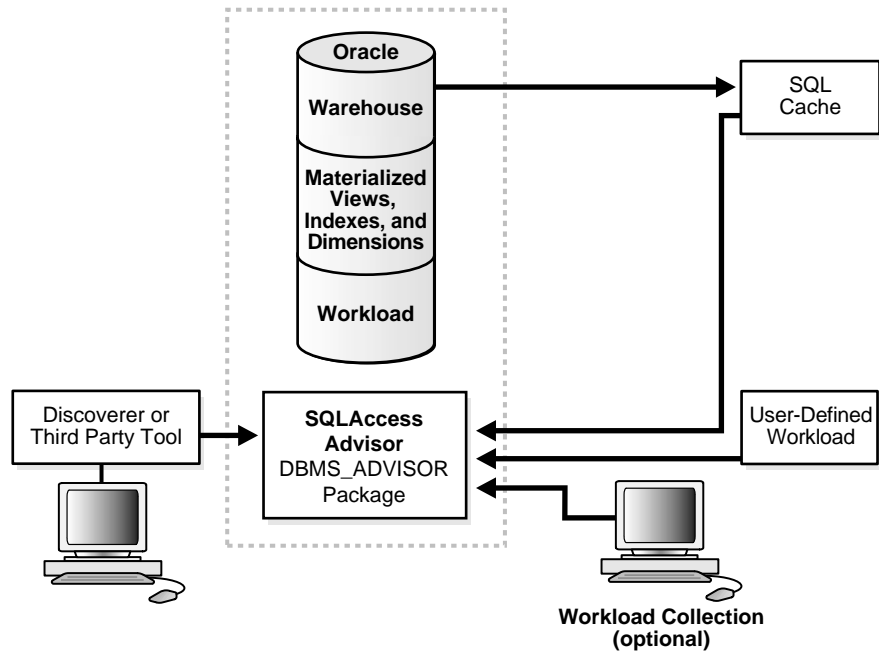 Oracle
Warehouse
Materialized
Views,
Indexes, and
Dimensions
Workload
SQL
Cache
Discoverer or
Third Party Tool
SQLAccess
Advisor
DBMS_ADVISOR
Package
User-Defined
Workload
Workload Collection
(optional)